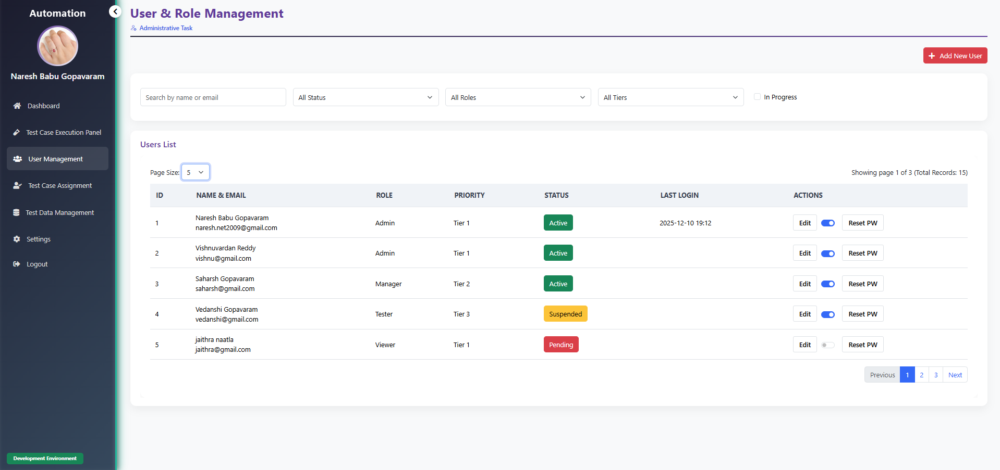 Automation
Naresh Babu Gopavaram
Dashboard
Test Case Execution Panel
User Management
Test Case Assignment
Test Data Management
Settings
Logout
Development Environment
User & Role Management
Administrative Task
Add New User
Search by name or email
All Status
All Roles
All Tiers
In Progress
Users List
Page Size: 5
Showing page 1 of 3 (Total Records: 15)
ID NAME & EMAIL ROLE PRIORITY STATUS LAST LOGIN ACTIONS
1 Naresh Babu Gopavaram
naresh.net2009@gmail.com Admin Tier 1 Active 2025-12-10 19:12 Edit Reset PW
2 Vishnuvardan Reddy
vishnu@gmail.com Admin Tier 1 Active Edit Reset PW
3 Saharsh Gopavaram
saharsh@gmail.com Manager Tier 2 Active Edit Reset PW
4 Vedanshi Gopavaram
vedanshi@gmail.com Tester Tier 3 Suspended Edit Reset PW
5 jaithra naatla
jaithra@gmail.com Viewer Tier 1 Pending Edit Reset PW
Previous 1 2 3 Next